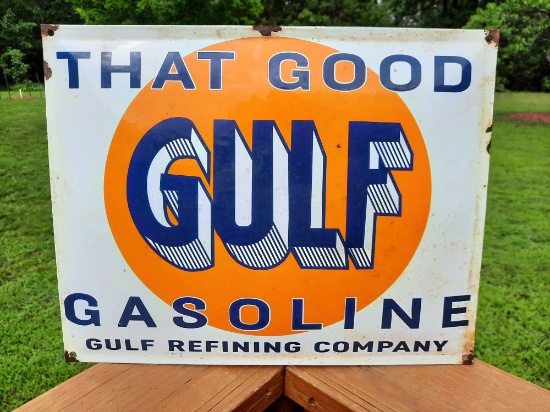 THAT GOOD
GULF
GASOLINE
GULF REFINING COMPANY